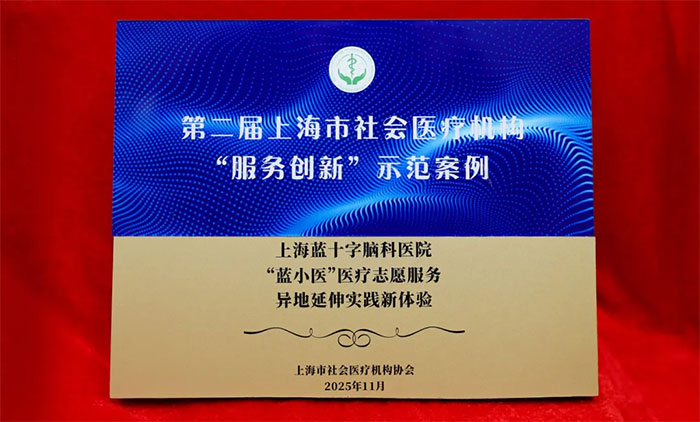 第二届上海市社会医疗机构
“服务创新”示范案例
上海蓝十字脑科医院
“蓝小医”医疗志愿服务
异地延伸实践新体验
上海市社会医疗机构协会
2025年11月